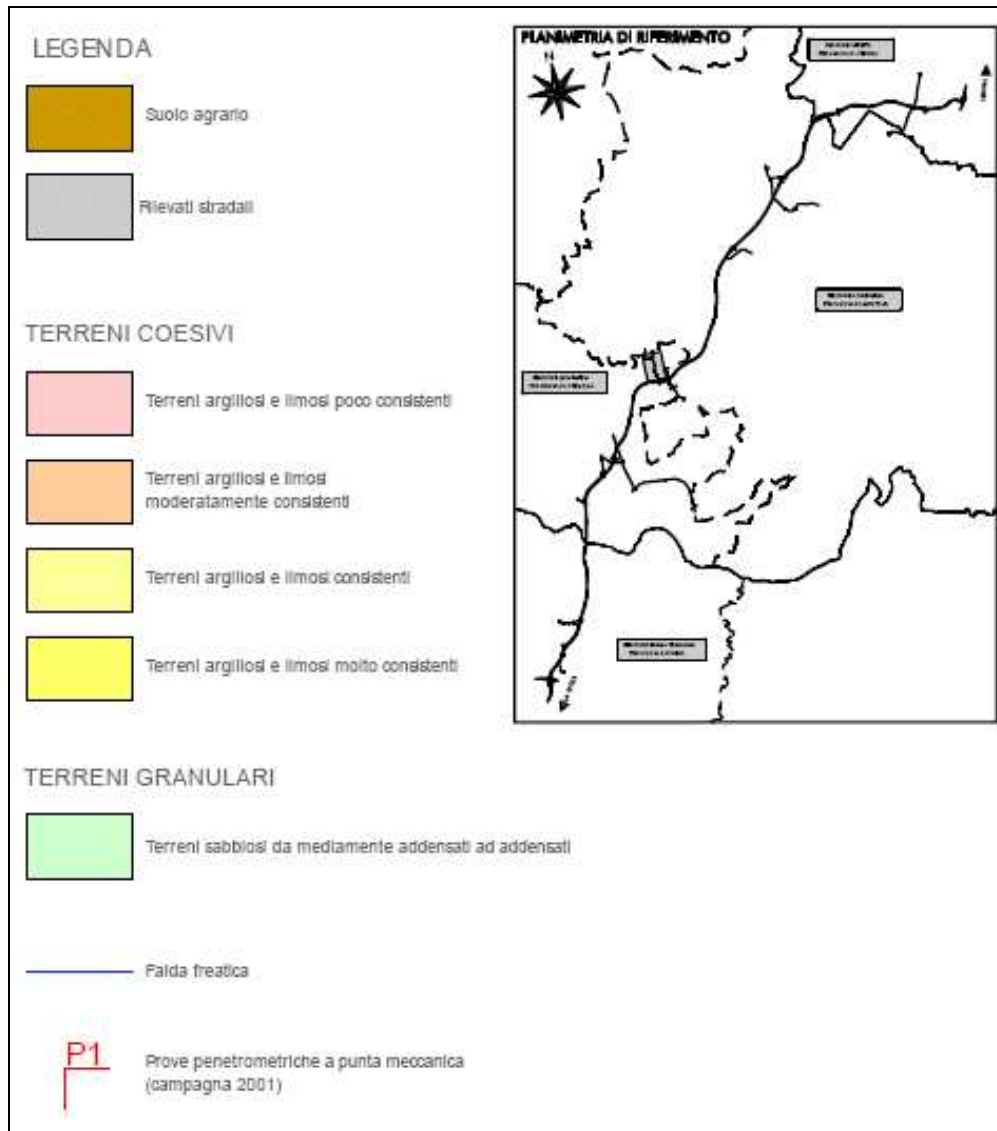 LEGENDA
Suolo agrario
Rilevati stradali
TERRENI COESIVI
Terreni argillosi e limosi poco consistenti
Terreni argillosi e limosi
moderatamente consistenti
Terreni argillosi e limosi consistenti
Terreni argillosi e limosi molto consistenti
TERRENI GRANULARI
Terreni sabbiosi da mediamente addensati ad addensati
Falda freatica
P1
Prove penetrometriche a punta meccanica
(campagna 2001)
PLANIMETRIA DI RIFERIMENTO
N